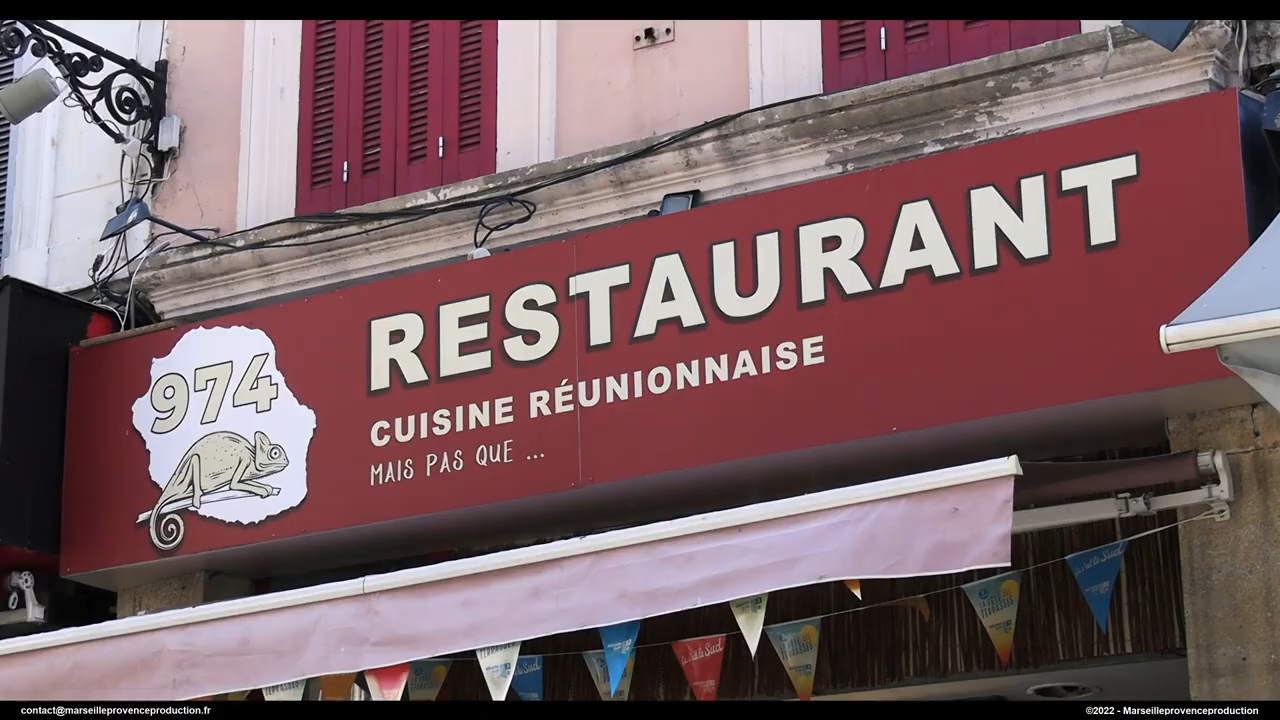 974
RESTAURANT
CUISINE RÉUNIONNAISE
MAIS PAS QUE ...
contact@marseilleprovenceproduction.fr
©2022 - Marseilleprovenceproduction